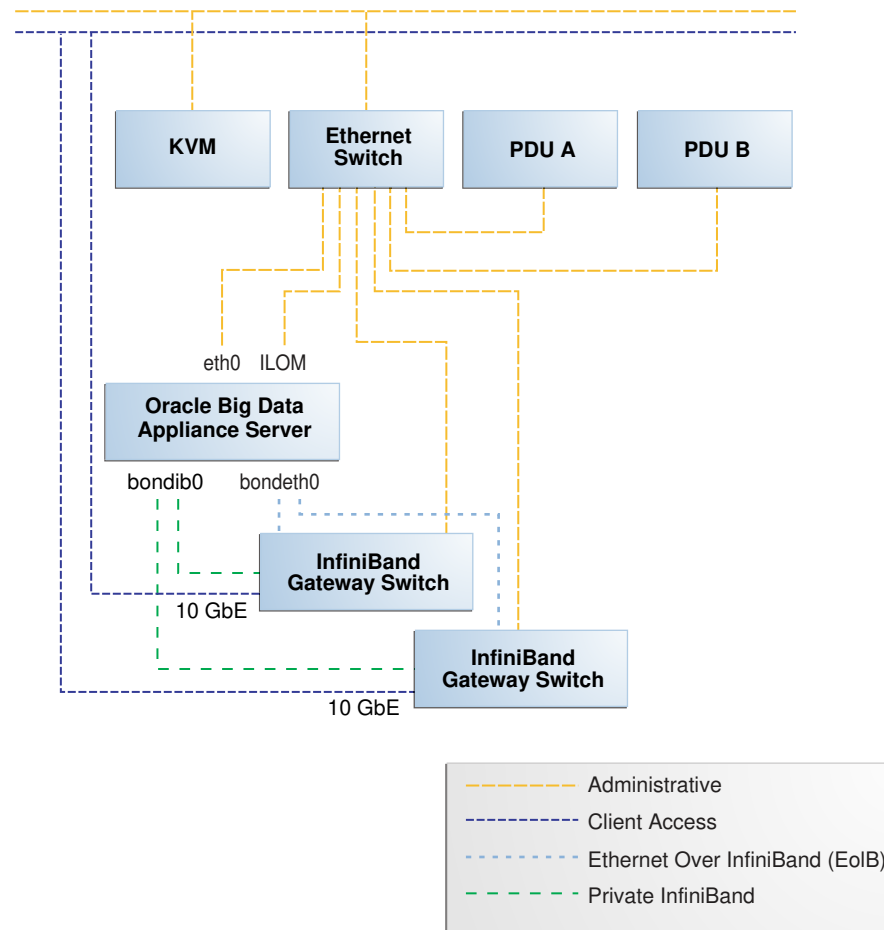 KVM
Ethernet
Switch
PDU A
PDU B
eth0
ILOM
Oracle Big Data
Appliance Server
bondib0
bondeth0
InfiniBand
Gateway Switch
10 GbE
InfiniBand
Gateway Switch
10 GbE
Administrative
Client Access
Ethernet Over InfiniBand (EoIB)
Private InfiniBand